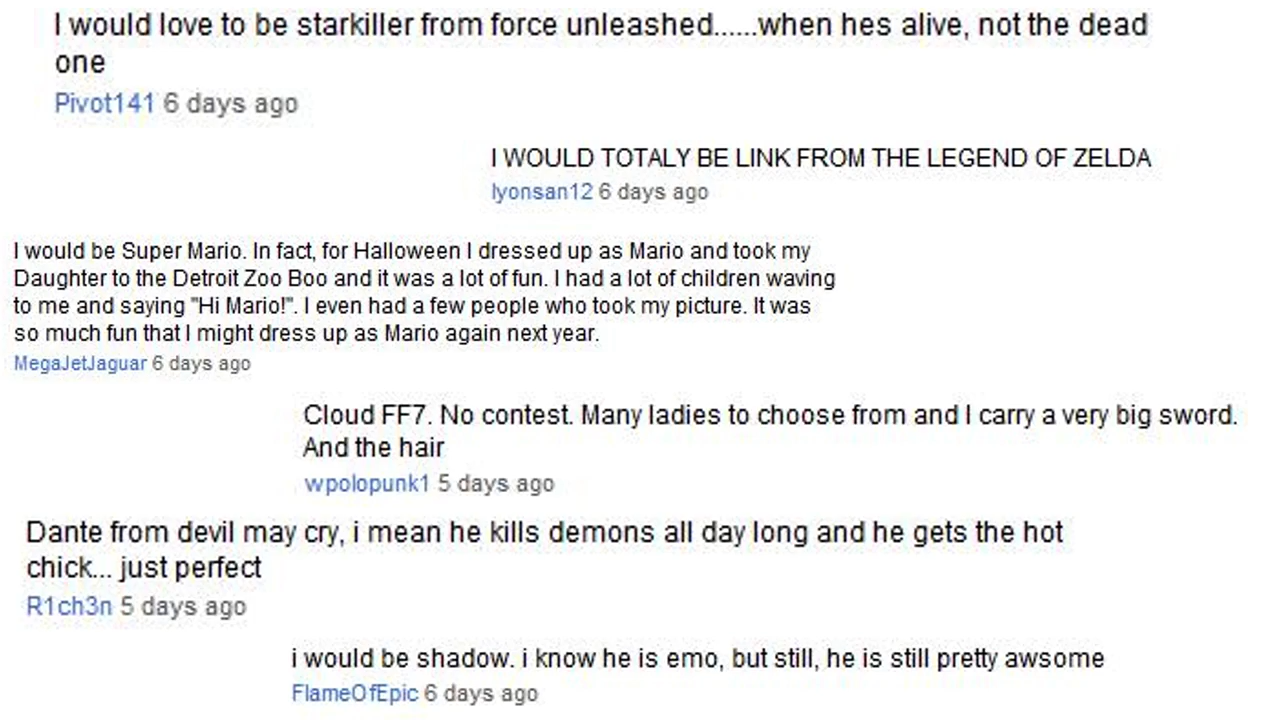 I would love to be starkiller from force unleashed......when hes alive, not the dead
one
Pivot141 6 days ago
I WOULD TOTALY BE LINK FROM THE LEGEND OF ZELDA
lyonsan12 6 days ago
I would be Super Mario. In fact, for Halloween I dressed up as Mario and took my
Daughter to the Detroit Zoo Boo and it was a lot of fun. I had a lot of children waving
to me and saying "Hi Mario!". I even had a few people who took my picture. It was
so much fun that I might dress up as Mario again next year.
MegaJetJaguar 6 days ago
Cloud FF7. No contest. Many ladies to choose from and I carry a very big sword.
And the hair
wpolopunk1 5 days ago
Dante from devil may cry, i mean he kills demons all day long and he gets the hot
chick... just perfect
R1ch3n 5 days ago
i would be shadow. i know he is emo, but still, he is still pretty awsome
FlameOfEpic 6 days ago